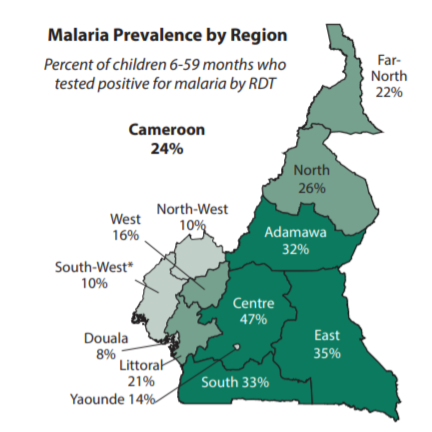 Malaria Prevalence by Region
Percent of children 6-59 months who
tested positive for malaria by RDT
Cameroon
24%
Far-
North
22%
North
26%
Adamawa
32%
North-West
10%
West
16%
South-West*
10%
Centre
47%
East
35%
Douala
8%
Littoral
21%
Yaounde 14%
South 33%